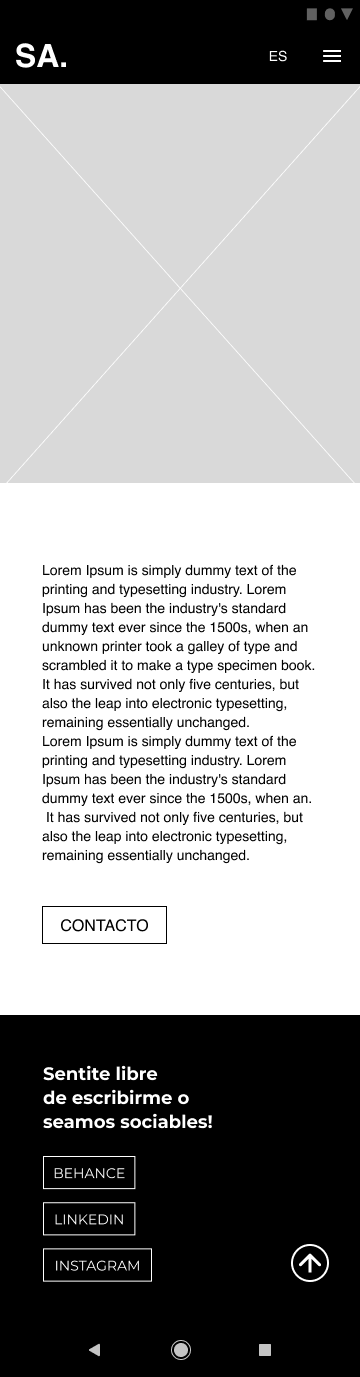 SA.
ES
Lorem Ipsum is simply dummy text of the
printing and typesetting industry. Lorem
Ipsum has been the industry's standard
dummy text ever since the 1500s, when an
unknown printer took a galley of type and
scrambled it to make a type specimen book.
It has survived not only five centuries, but
also the leap into electronic typesetting,
remaining essentially unchanged.
Lorem Ipsum is simply dummy text of the
printing and typesetting industry. Lorem
Ipsum has been the industry's standard
dummy text ever since the 1500s, when an.
It has survived not only five centuries, but
also the leap into electronic typesetting,
remaining essentially unchanged.
CONTACTO
Sentite libre
de escribirme o
seamos sociables!
BEHANCE
LINKEDIN
INSTAGRAM